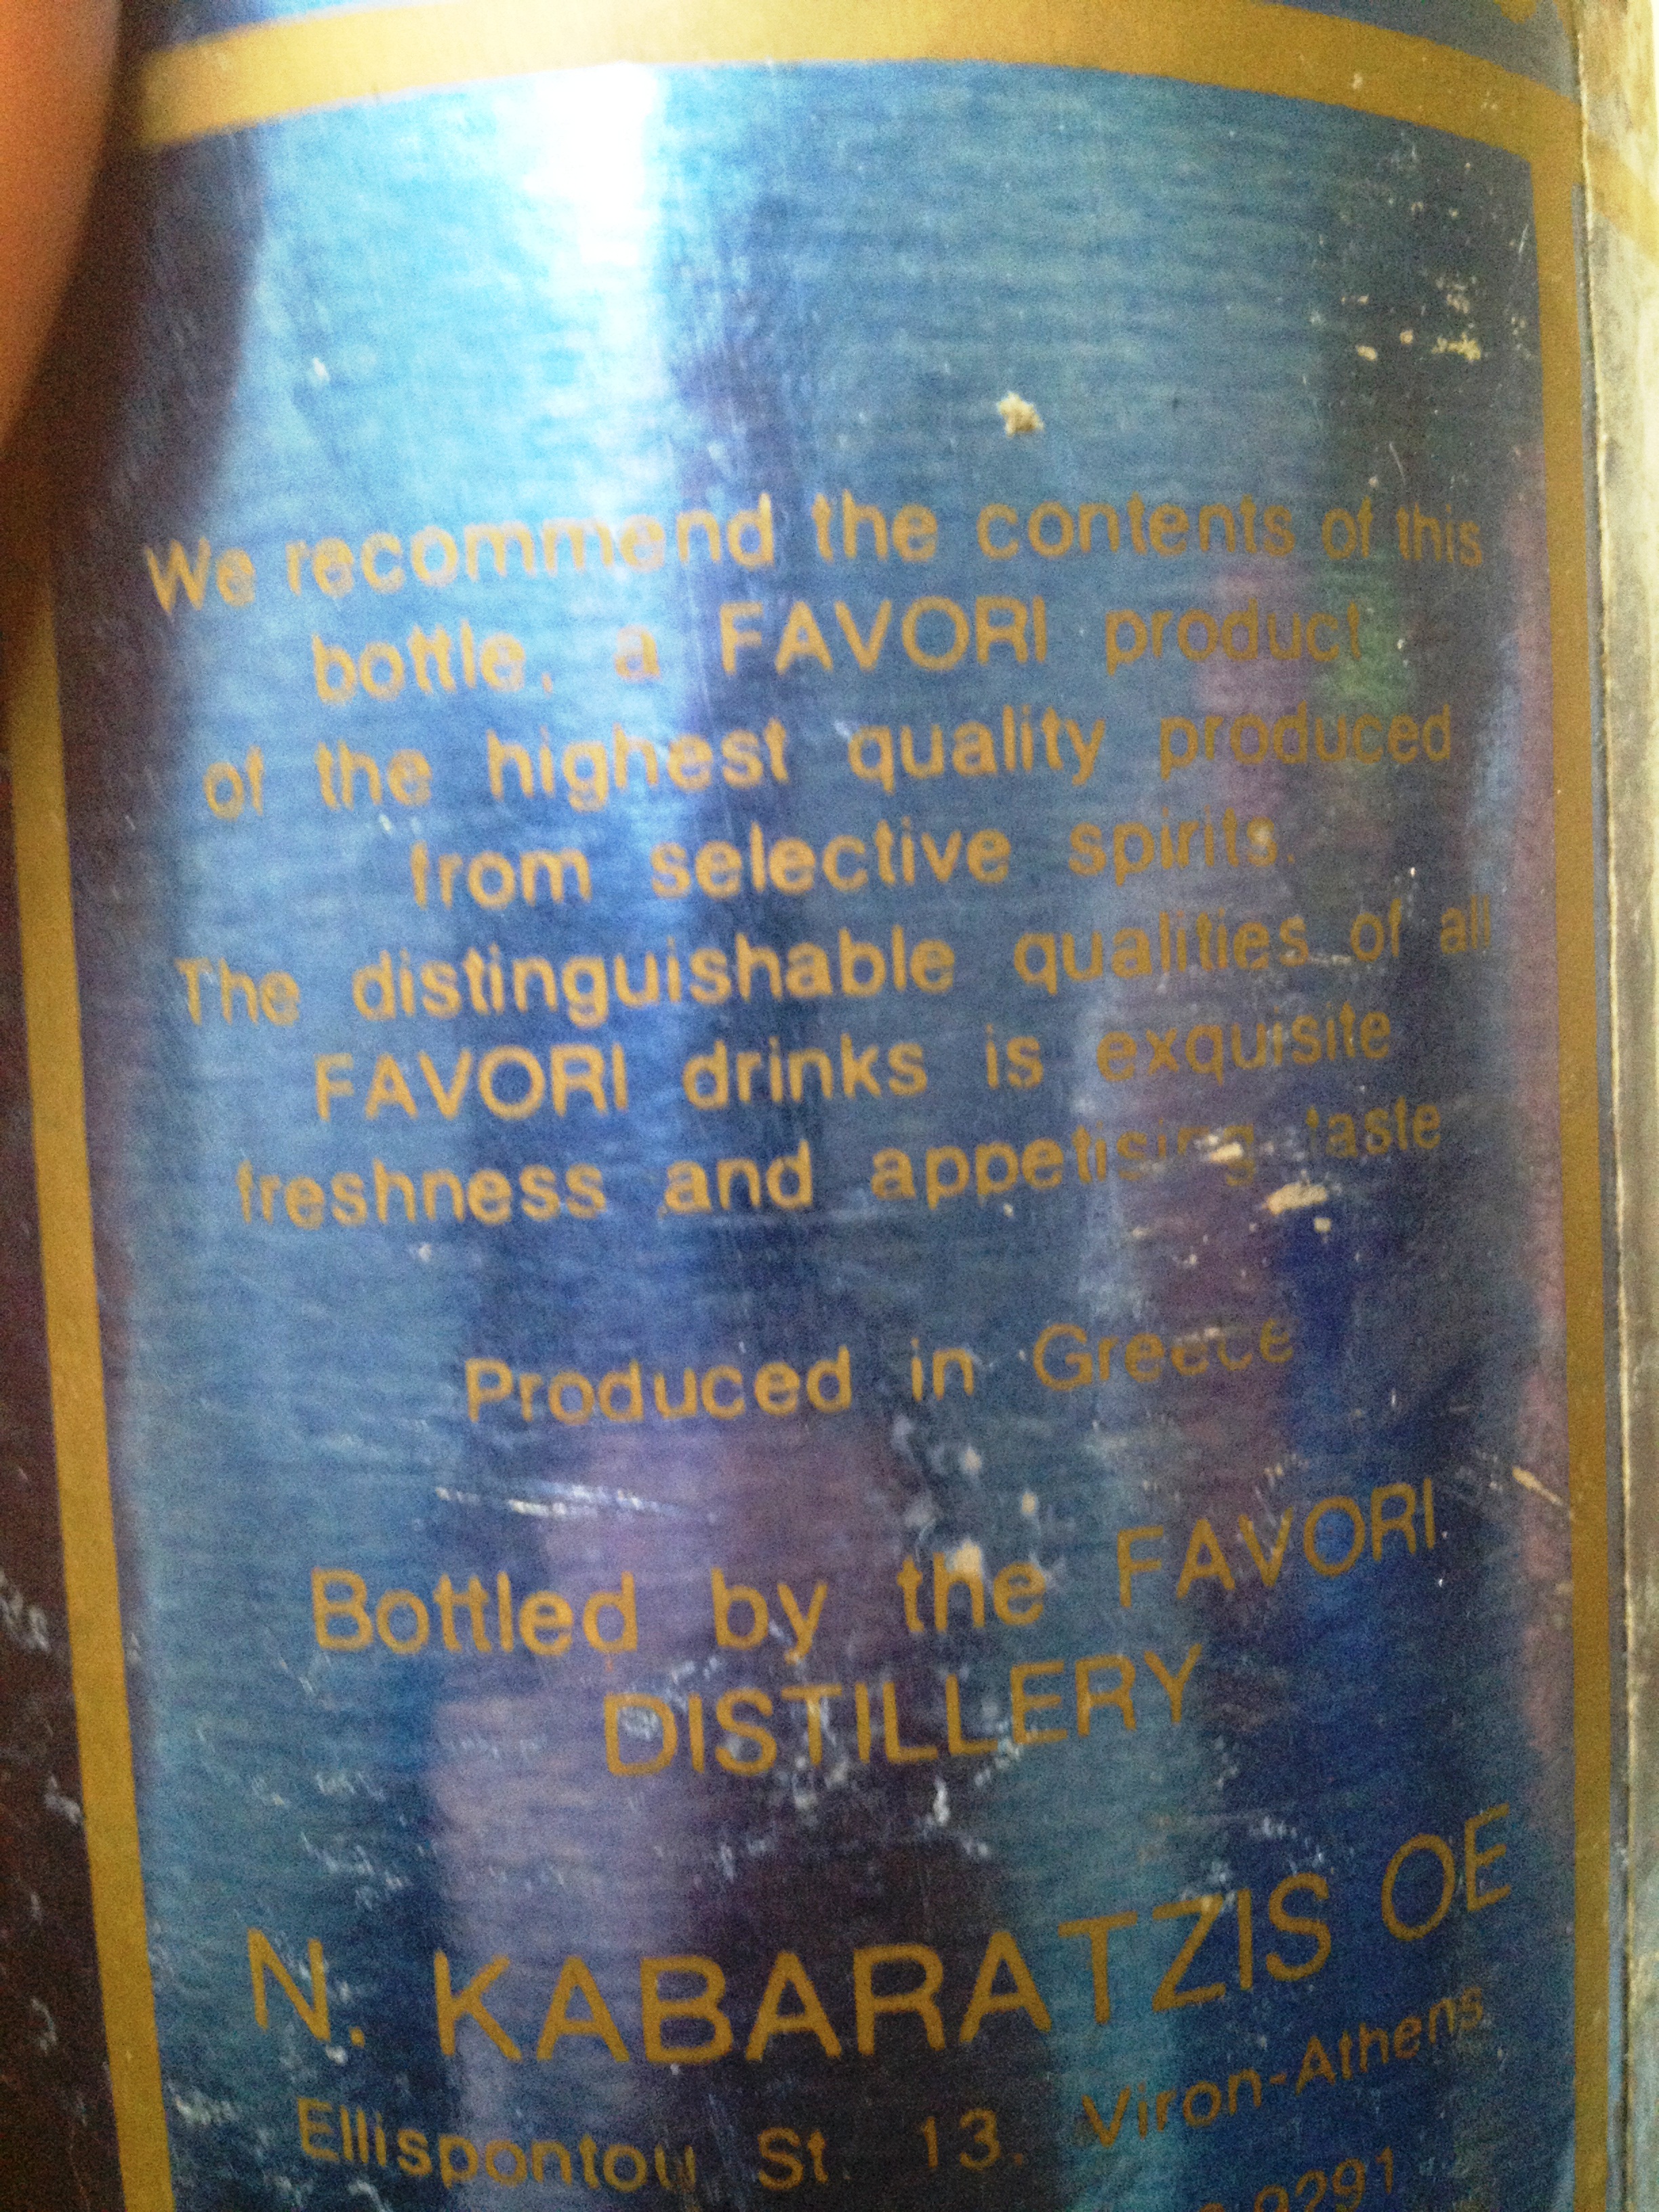 We recommend the contents of this
bottle, a FAVORI product
of the highest quality produced
from selective spirits.
The distinguishable qualities of all
FAVORI drinks is exquisite
freshness and appetising taste
Produced in Greece
Bottled by the FAVORI
DISTILLERY
N. KABARATZIS OE
Ellispontou St. 13. Viron-Athens